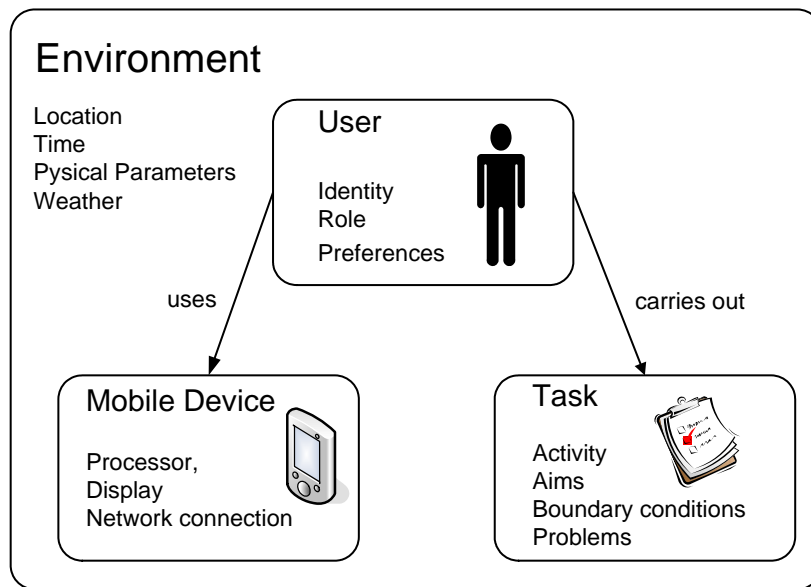 Environment
Location
Time
Pysical Parameters
Weather
User
Identity
Role
Preferences
uses
carries out
Mobile Device
Processor,
Display
Network connection
Task
Activity
Aims
Boundary conditions
Problems